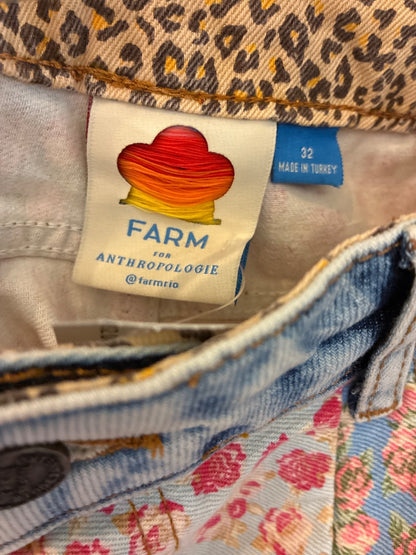 FARM
FOR
ANTHROPOLOGIE
@farmrio
32
MADE IN TURKEY